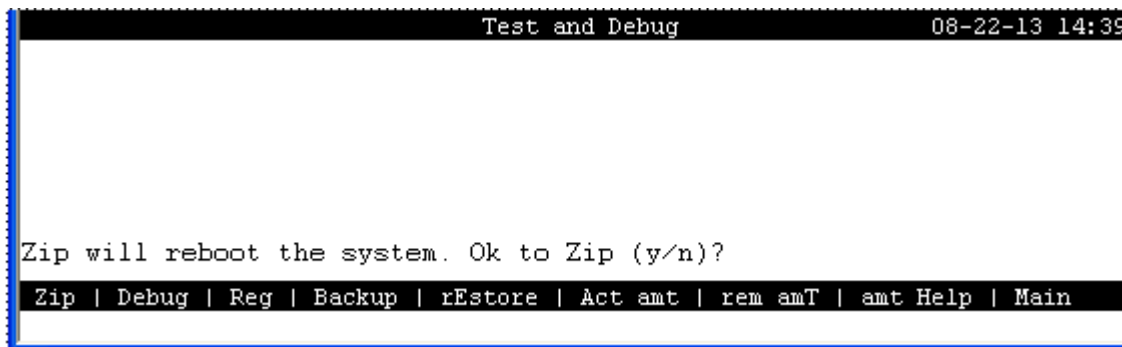 Test and Debug 08-22-13 14:39
Zip will reboot the system. Ok to Zip (y/n)?
Zip | Debug | Reg | Backup | rEstore | Act amt | rem amT | amt Help | Main